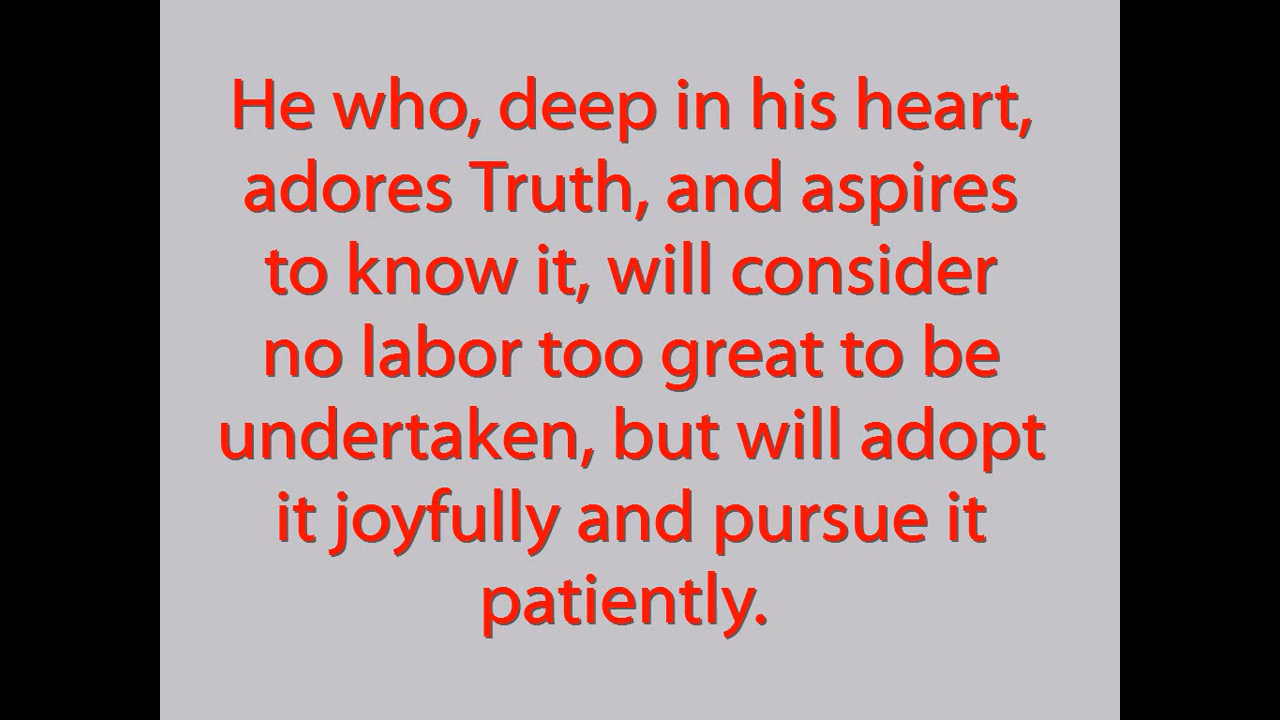 He who, deep in his heart,
adores Truth, and aspires
to know it, will consider
no labor too great to be
undertaken, but will adopt
it joyfully and pursue it
patiently.